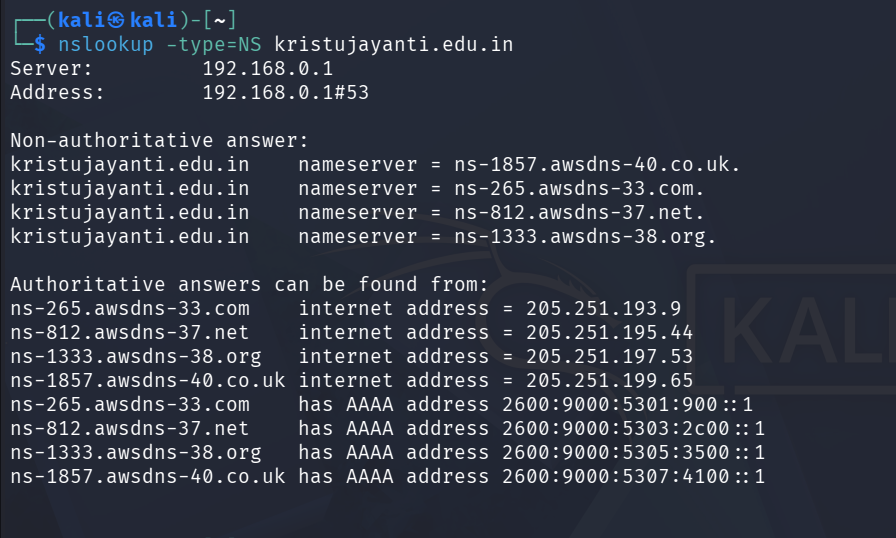 ┌──(kali㉿kali)-[~]
└─$ nslookup -type=NS kristujayanti.edu.in
Server:         192.168.0.1
Address:        192.168.0.1#53

Non-authoritative answer:
kristujayanti.edu.in    nameserver = ns-1857.awsdns-40.co.uk.
kristujayanti.edu.in    nameserver = ns-265.awsdns-33.com.
kristujayanti.edu.in    nameserver = ns-812.awsdns-37.net.
kristujayanti.edu.in    nameserver = ns-1333.awsdns-38.org.

Authoritative answers can be found from:
ns-265.awsdns-33.com    internet address = 205.251.193.9
ns-812.awsdns-37.net    internet address = 205.251.195.44
ns-1333.awsdns-38.org   internet address = 205.251.197.53
ns-1857.awsdns-40.co.uk internet address = 205.251.199.65
ns-265.awsdns-33.com    has AAAA address 2600:9000:5301:900::1
ns-812.awsdns-37.net    has AAAA address 2600:9000:5303:2c00::1
ns-1333.awsdns-38.org   has AAAA address 2600:9000:5305:3500::1
ns-1857.awsdns-40.co.uk has AAAA address 2600:9000:5307:4100::1
KALI